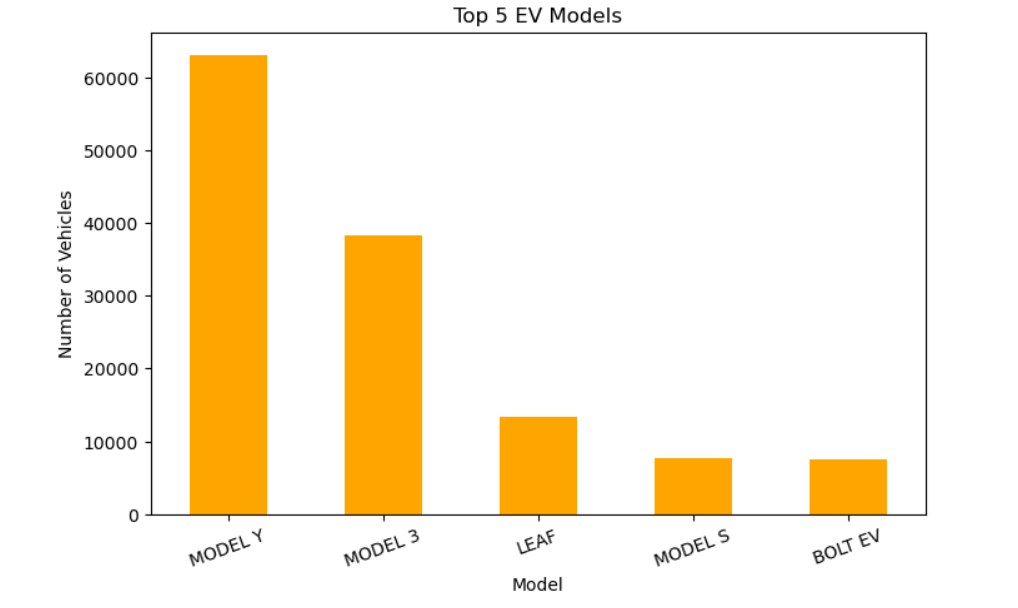 Top 5 EV Models
Number of Vehicles
60000
50000
40000
30000
20000
10000
0
MODEL Y
MODEL 3
LEAF
MODEL S
BOLT EV
Model